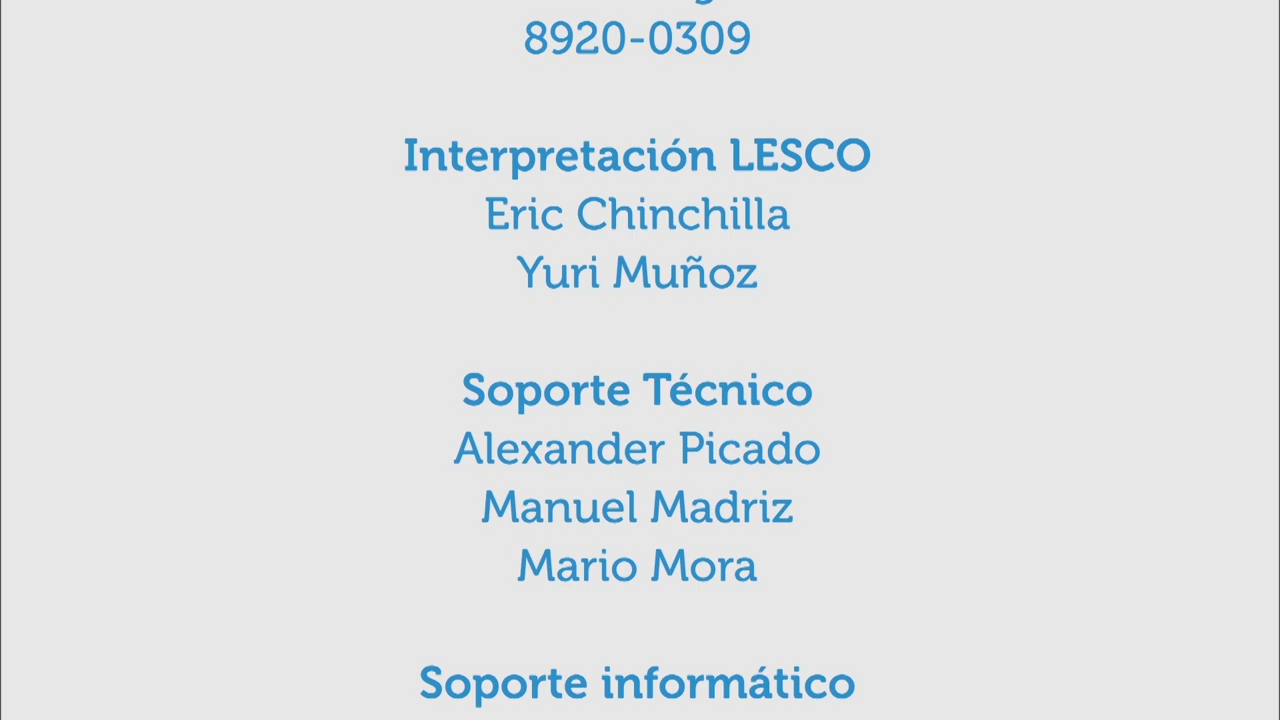 8920-0309
Interpretación LESCO
Eric Chinchilla
Yuri Muñoz
Soporte Técnico
Alexander Picado
Manuel Madriz
Mario Mora
Soporte informático